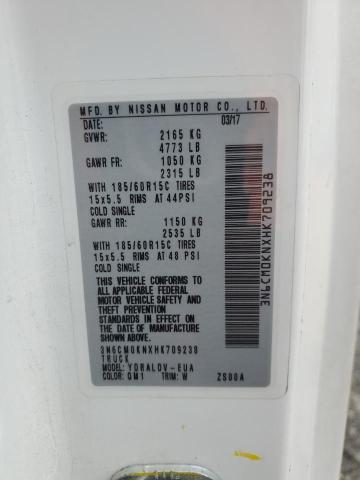 MFD. BY NISSAN MOTOR CO., LTD.
DATE: 03/17
GVWR: 2165 KG
4773 LB
GAWR FR: 1050 KG
2315 LB
WITH 185/60R15C TIRES
15x5.5 RIMS AT 44PSI
COLD SINGLE
GAWR RR: 1150 KG
2535 LB
WITH 185/60R15C TIRES
15x5.5 RIMS AT 48 PSI
COLD SINGLE
THIS VEHICLE CONFORMS TO
ALL APPLICABLE FEDERAL
MOTOR VEHICLE SAFETY AND
THEFT PREVENTION
STANDARDS IN EFFECT ON
THE DATE OF MANUFACTURE
SHOWN ABOVE.
3N6CM0KNXHK709238
TRUCK
MODEL: YDRALDV-EUA
COLOR: QM1 TRIM: W ZS00A
3N6CM0KNXHK709238